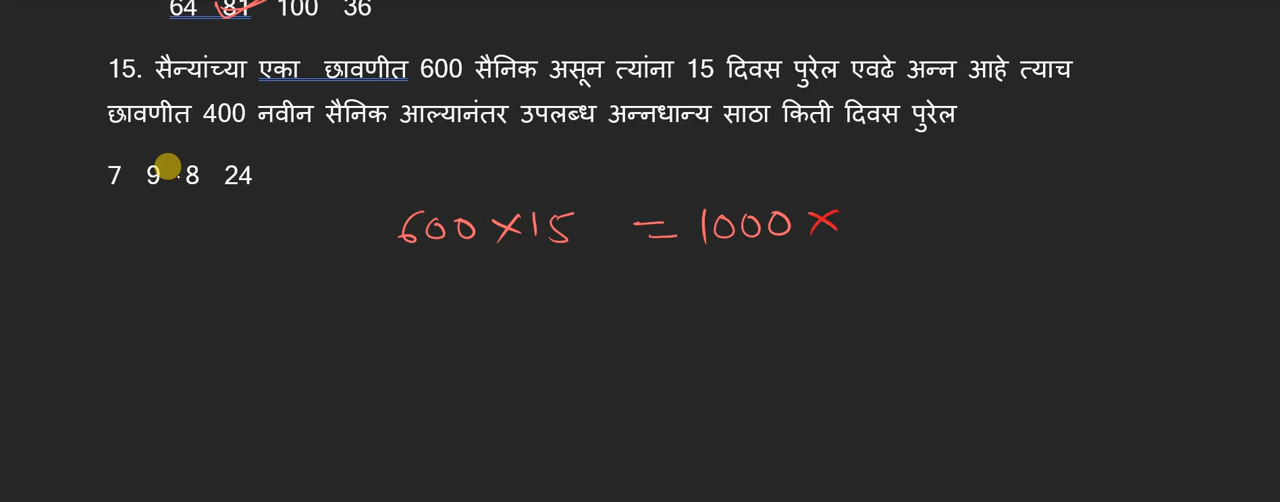 64 81 100 36
15. सैन्यांच्या एका छावणीत 600 सैनिक असून त्यांना 15 दिवस पुरेल एवढे अन्न आहे त्याच
छावणीत 400 नवीन सैनिक आल्यानंतर उपलब्ध अन्नधान्य साठा किती दिवस पुरेल
7 9 8 24
600 × 15 = 1000 ×